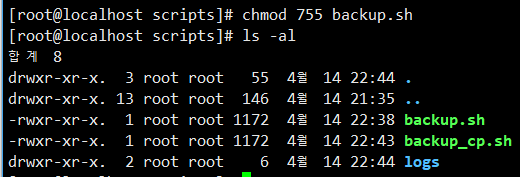 [root@localhost scripts]# chmod 755 backup.sh
[root@localhost scripts]# ls -al
합계 8
drwxr-xr-x.  3 root root   55  4월  14 22:44 .
drwxr-xr-x. 13 root root  146  4월  14 21:35 ..
-rwxr-xr-x.  1 root root 1172  4월  14 22:38 backup.sh
-rwxr-xr-x.  1 root root 1172  4월  14 22:43 backup_cp.sh
drwxr-xr-x.  2 root root    6  4월  14 22:44 logs